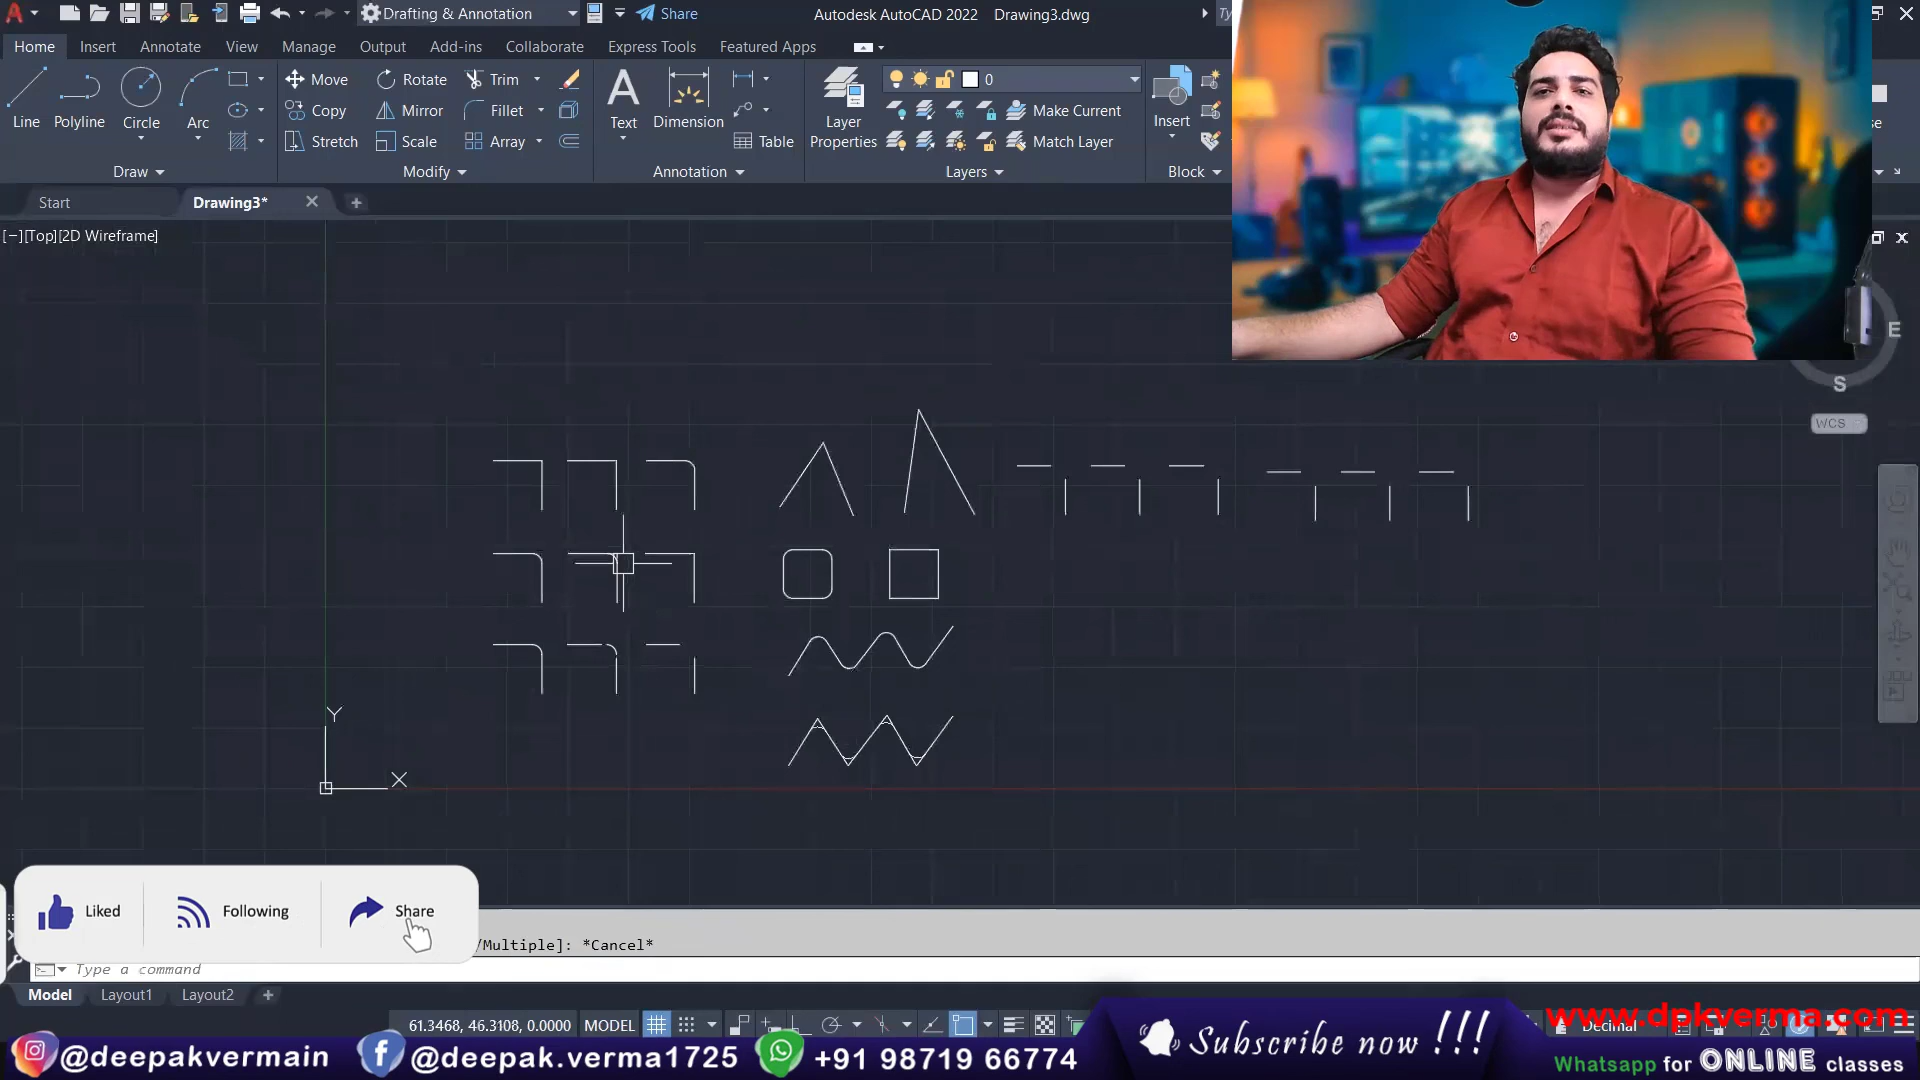 Drafting & Annotation
Share
Autodesk AutoCAD 2022 Drawing3.dwg
Home Insert Annotate View Manage Output Add-ins Collaborate Express Tools Featured Apps
Line Polyline Circle Arc
Move Rotate Trim
Copy Mirror Fillet
Stretch Scale Array
Text Dimension Table
Layer Properties
0
Make Current
Match Layer
Insert
Draw Modify Annotation Layers Block
Start Drawing3*
[−][Top][2D Wireframe]
E
S
WCS
Y
X
Liked Following Share
/Multiple]: *Cancel*
Type a command
Model Layout1 Layout2
61.3468, 46.3108, 0.0000 MODEL
Decimal
www.dpkverma.com
@deepakvermain @deepak.verma1725 +91 98719 66774
Subscribe now !!!
Whatsapp for ONLINE classes